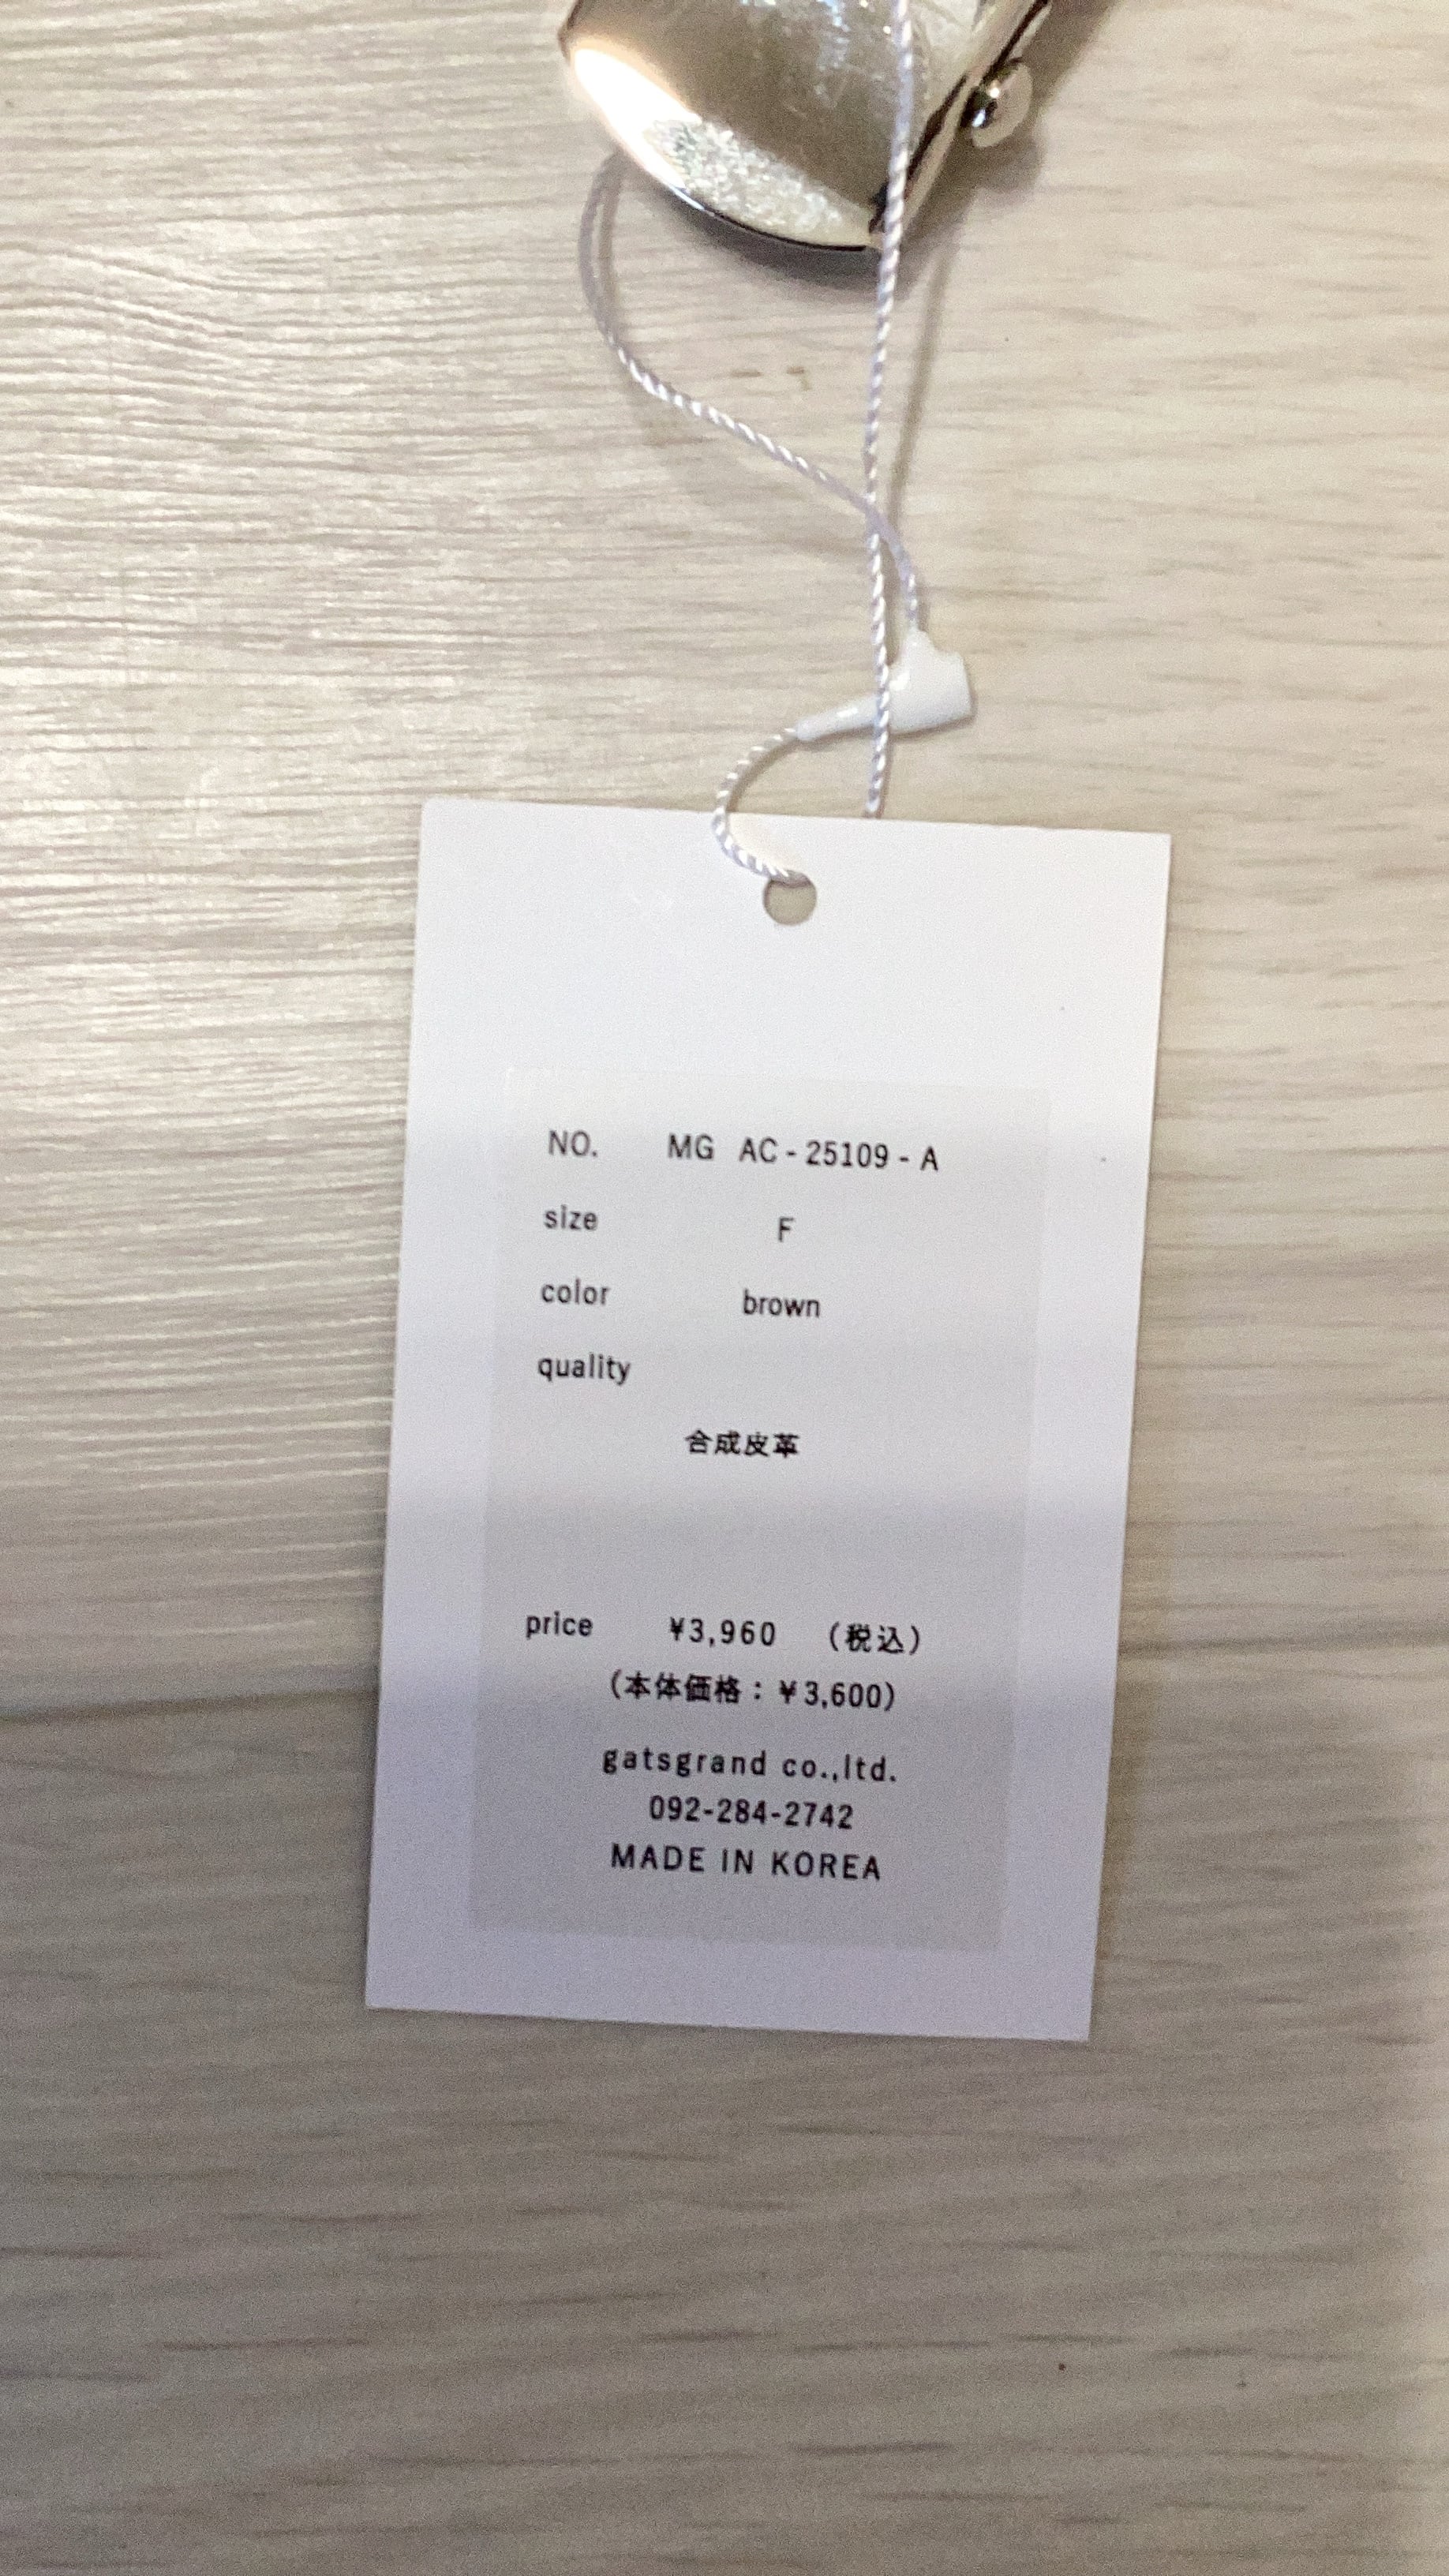 NO. MG AC-25109-A
size F
color brown
quality
合成皮革
price ¥3,960 (税込)
(本体価格：¥3,600)
gatsgrand co.,ltd.
092-284-2742
MADE IN KOREA